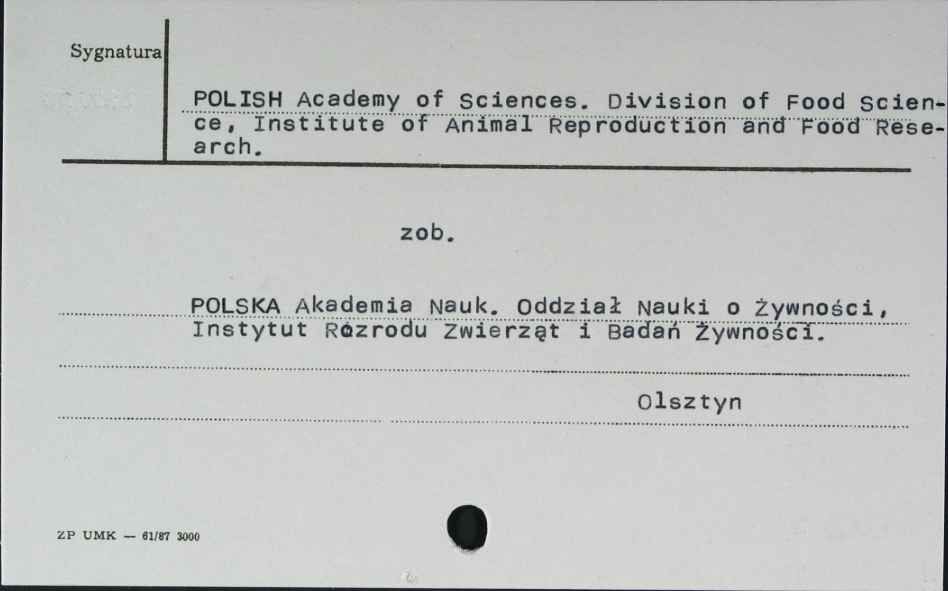 Sygnatura
POLISH Academy of Sciences. Division of Food Scien-
ce, Institute of Animal Reproduction and Food Rese-
arch.
zob.
POLSKA Akademia Nauk. Oddział Nauki o Żywności,
Instytut Rozrodu Zwierząt i Badań Żywności.
Olsztyn
ZP UMK — 61/87 3000